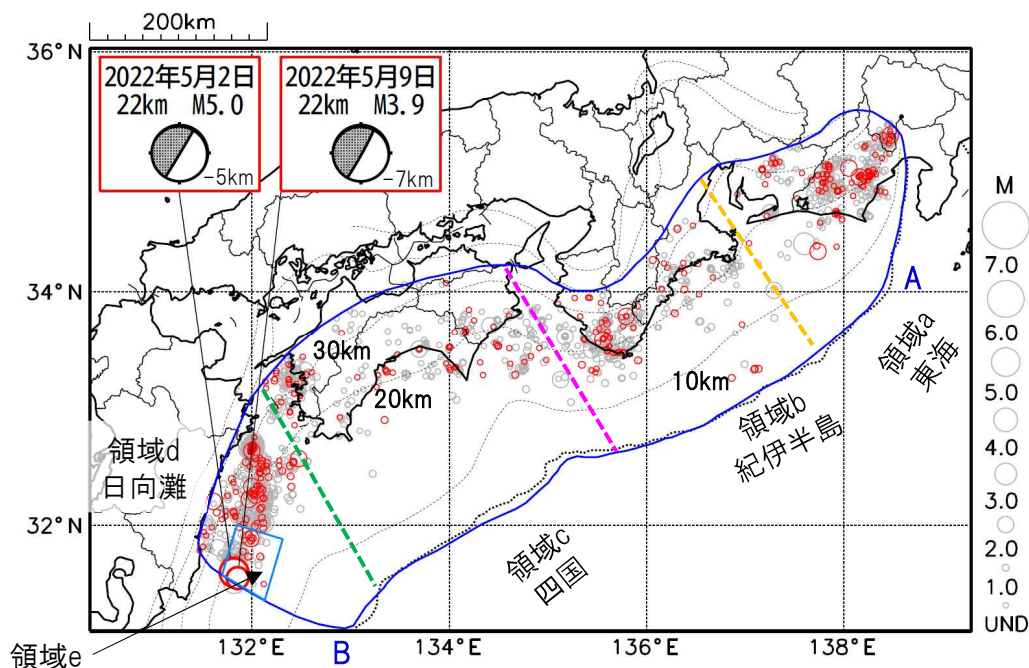 200km
36°N
34°N
32°N
132°E
134°E
136°E
138°E
2022年5月2日
22km M5.0
-5km
2022年5月9日
22km M3.9
-7km
30km
20km
10km
領域a
東海
領域b
紀伊半島
領域c
四国
領域d
日向灘
領域e
A
B
M
7.0
6.0
5.0
4.0
3.0
2.0
1.0
UND